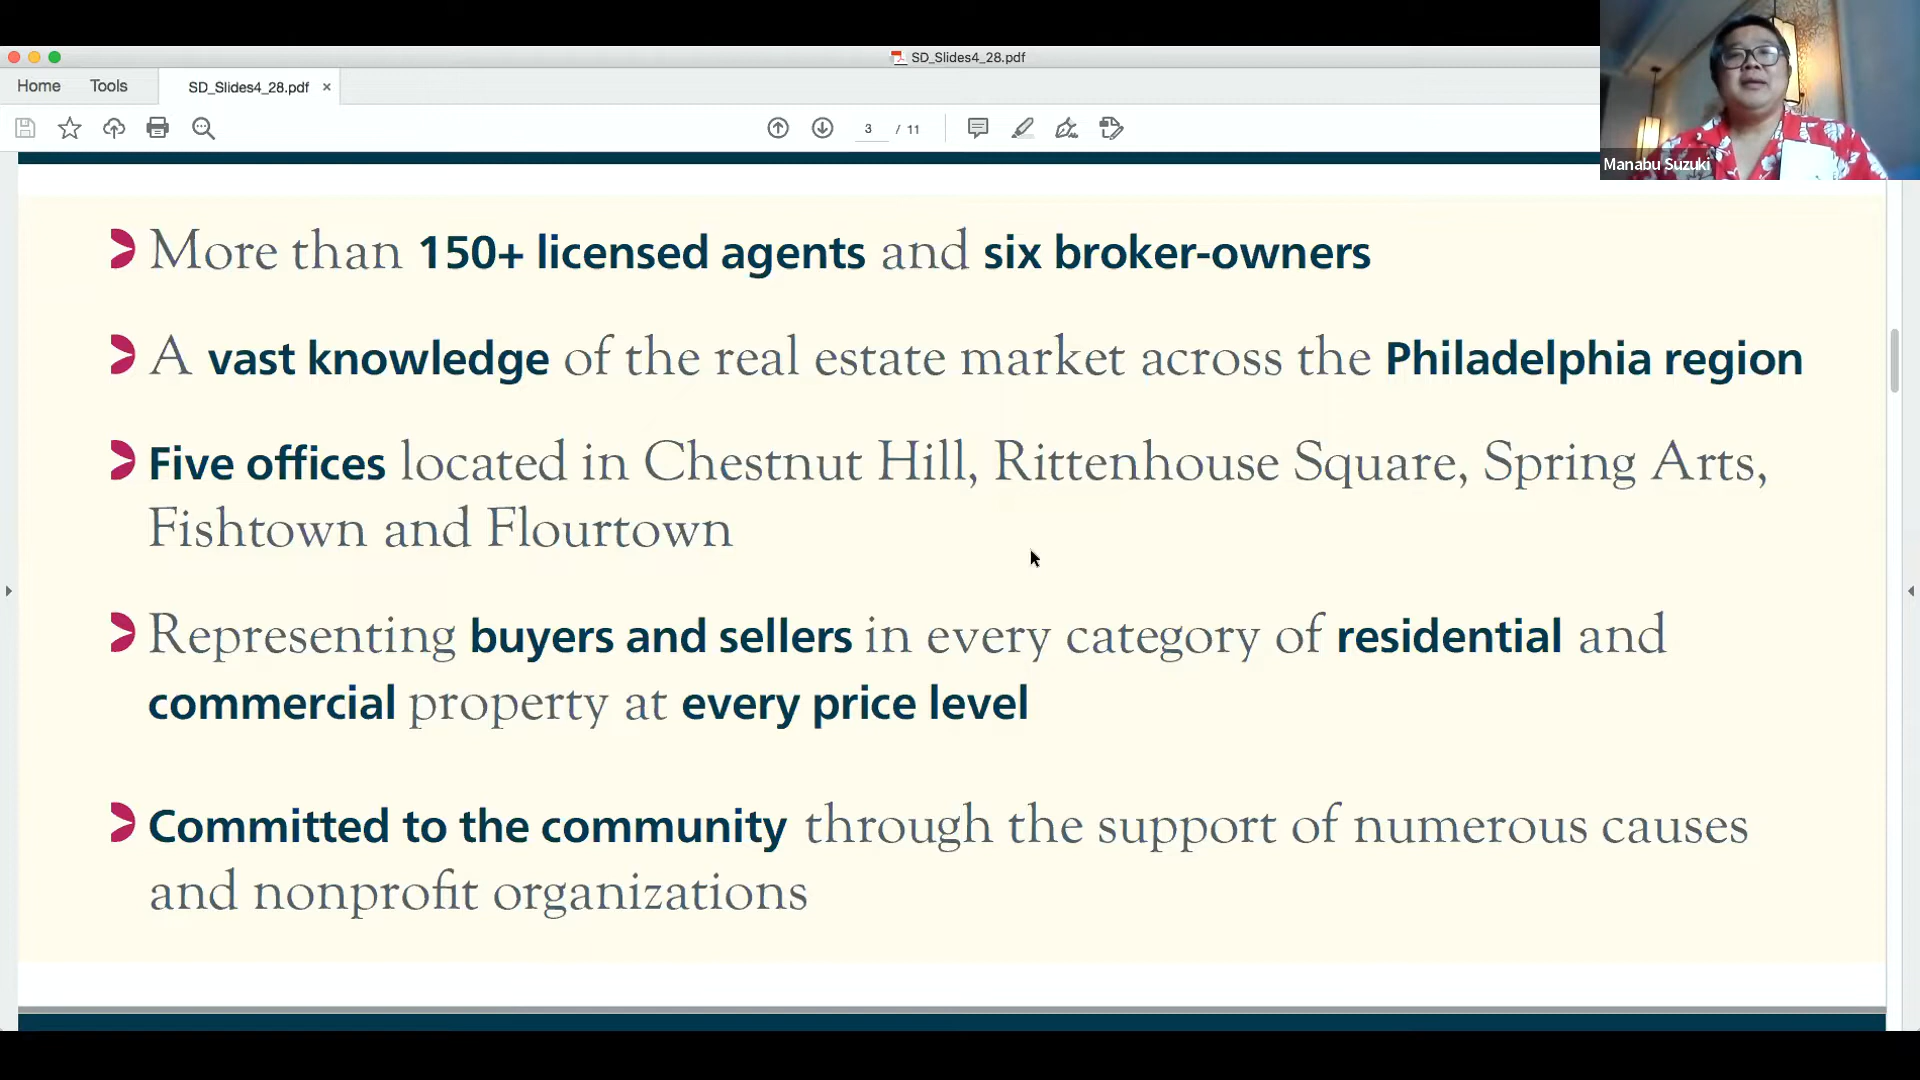 SD_Slides4_28.pdf
Home Tools SD_Slides4_28.pdf ×
3 / 11
Manabu Suzuki
More than 150+ licensed agents and six broker-owners
A vast knowledge of the real estate market across the Philadelphia region
Five offices located in Chestnut Hill, Rittenhouse Square, Spring Arts,
Fishtown and Flourtown
Representing buyers and sellers in every category of residential and
commercial property at every price level
Committed to the community through the support of numerous causes
and nonprofit organizations